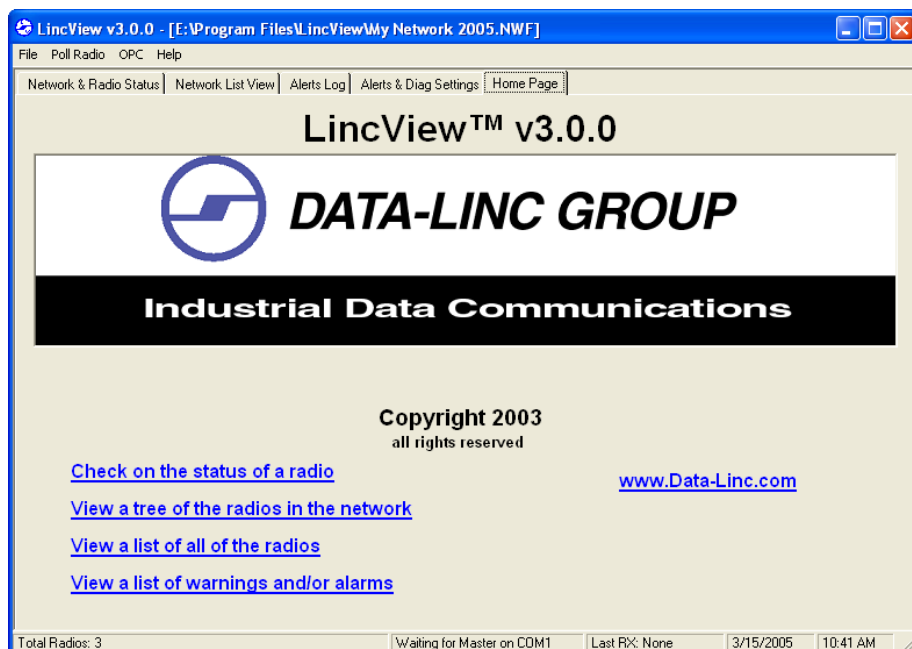 LincView v3.0.0 - [E:\Program Files\LincView\My Network 2005.NWF]
File Poll Radio OPC Help
Network & Radio Status Network List View Alerts Log Alerts & Diag Settings Home Page
LincView™ v3.0.0
DATA-LINC GROUP
Industrial Data Communications
Copyright 2003
all rights reserved
Check on the status of a radio
www.Data-Linc.com
View a tree of the radios in the network
View a list of all of the radios
View a list of warnings and/or alarms
Total Radios: 3 Waiting for Master on COM1 Last RX: None 3/15/2005 10:41 AM